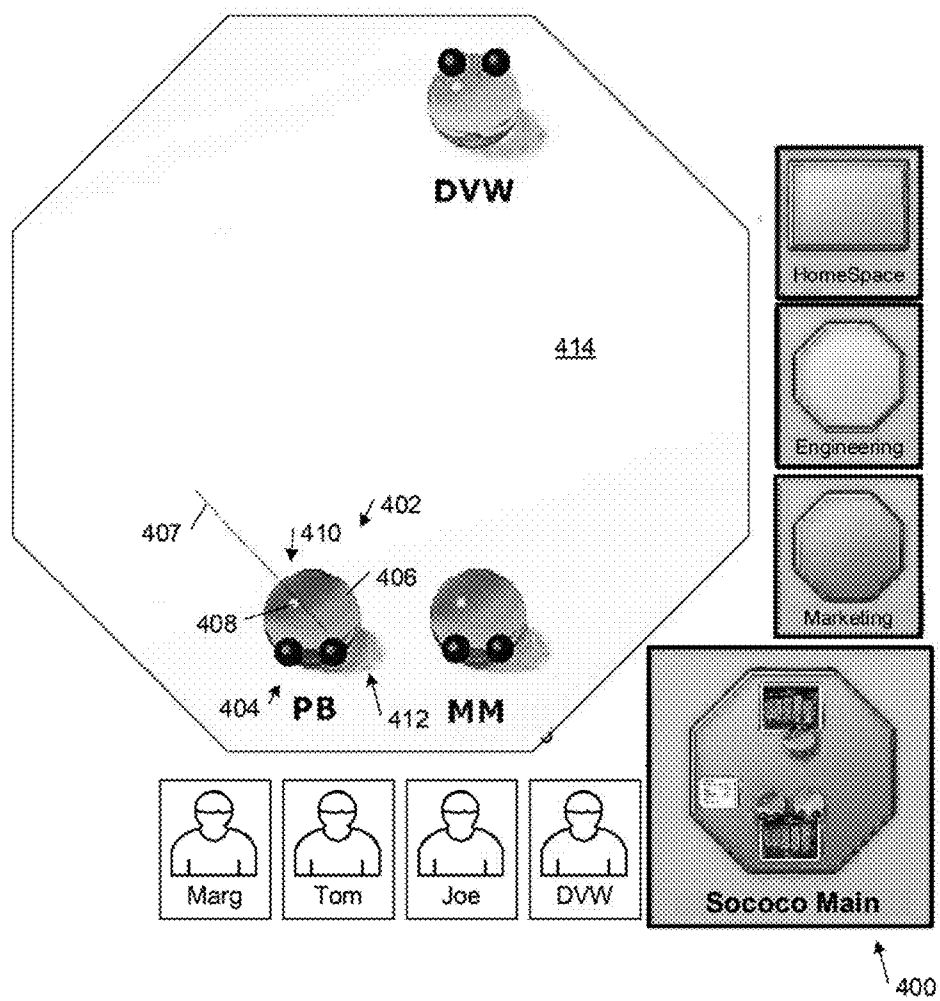 DVW
HomeSpace
414
Engineering
402
407
410
406
408
Marketing
404
PB
412
MM
Marg
Tom
Joe
DVW
Sococo Main
400